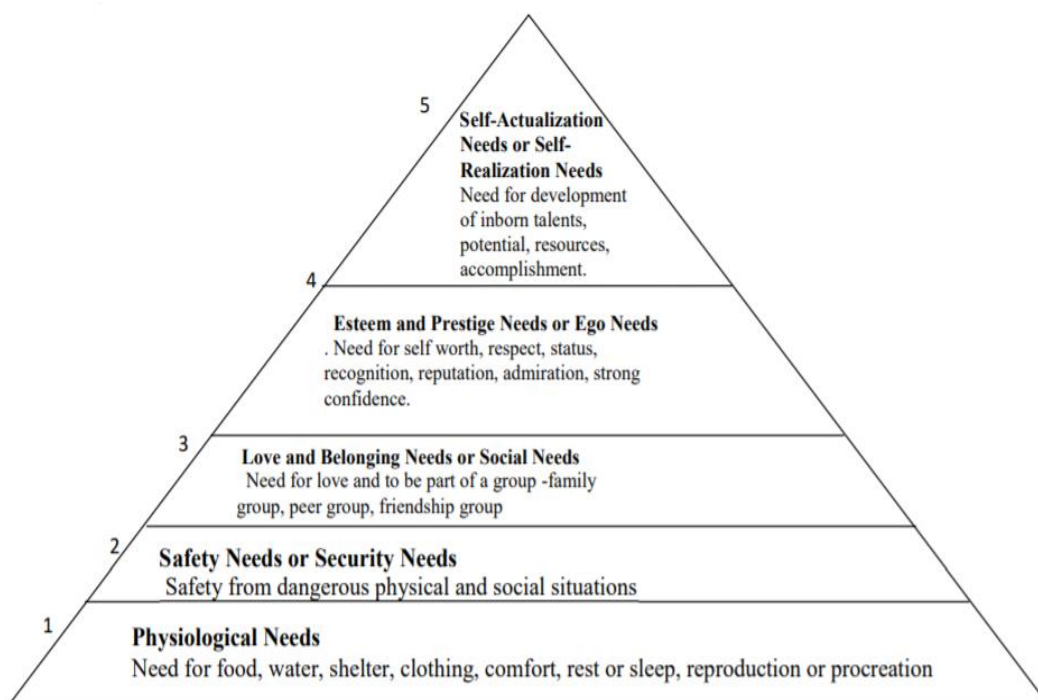 5
Self-Actualization
Needs or Self-
Realization Needs
Need for development
of inborn talents,
potential, resources,
accomplishment.
4
Esteem and Prestige Needs or Ego Needs
. Need for self worth, respect, status,
recognition, reputation, admiration, strong
confidence.
3
Love and Belonging Needs or Social Needs
Need for love and to be part of a group -family
group, peer group, friendship group
2
Safety Needs or Security Needs
Safety from dangerous physical and social situations
1
Physiological Needs
Need for food, water, shelter, clothing, comfort, rest or sleep, reproduction or procreation